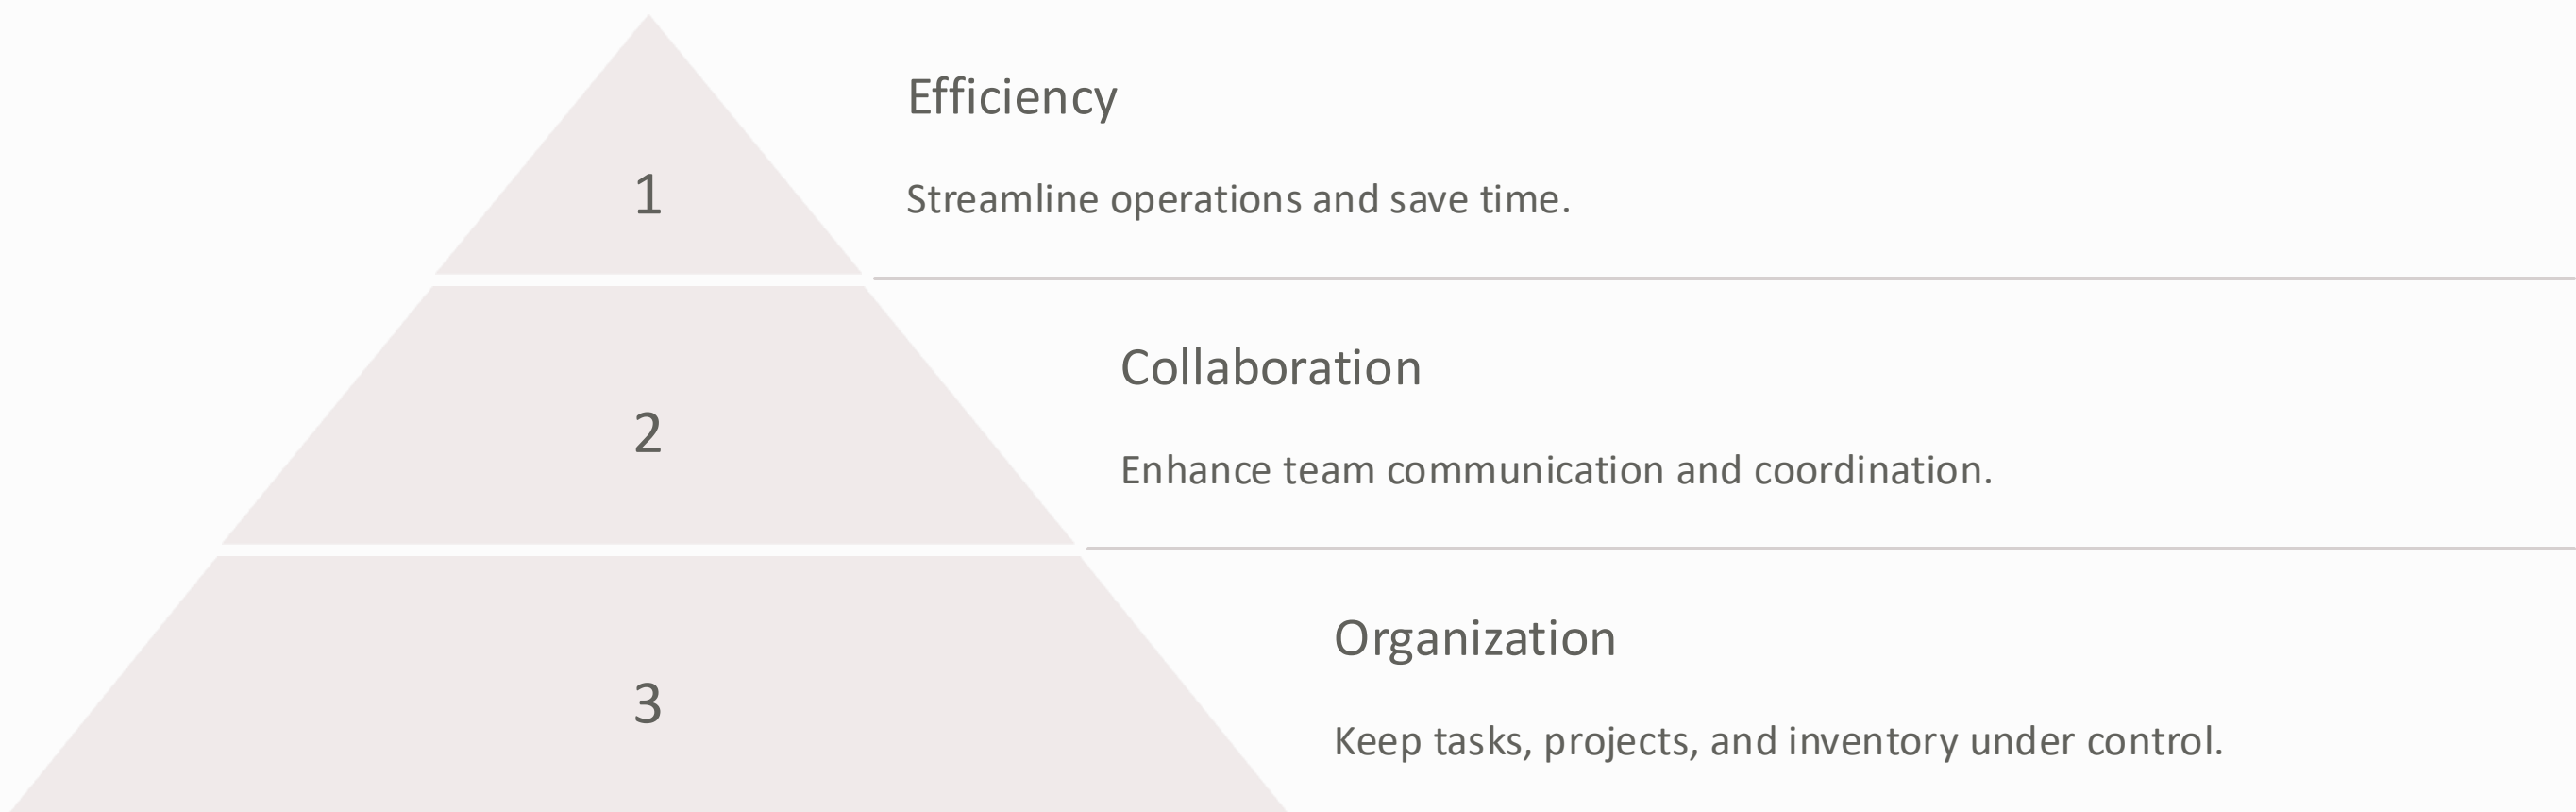 1
Efficiency
Streamline operations and save time.
2
Collaboration
Enhance team communication and coordination.
3
Organization
Keep tasks, projects, and inventory under control.